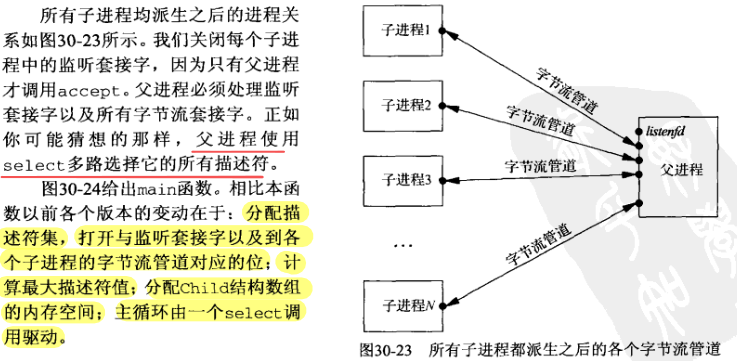 所有子进程均派生之后的进程关
系如图30-23所示。我们关闭每个子进
程中的监听套接字，因为只有父进程
才调用accept。父进程必须处理监听
套接字以及所有字节流套接字。正如
你可能猜想的那样，父进程使用
select多路选择它的所有描述符。
图30-24给出main函数。相比本函
数以前各个版本的变动在于：分配描
述符集，打开与监听套接字以及到各
个子进程的字节流管道对应的位；计
算最大描述符值；分配Child结构数组
的内存空间；主循环由一个select调
用驱动。
子进程1
字节流管道
子进程2
字节流管道
listenfd
子进程3
字节流管道
父进程
...
字节流管道
子进程N
图30-23 所有子进程都派生之后的各个字节流管道